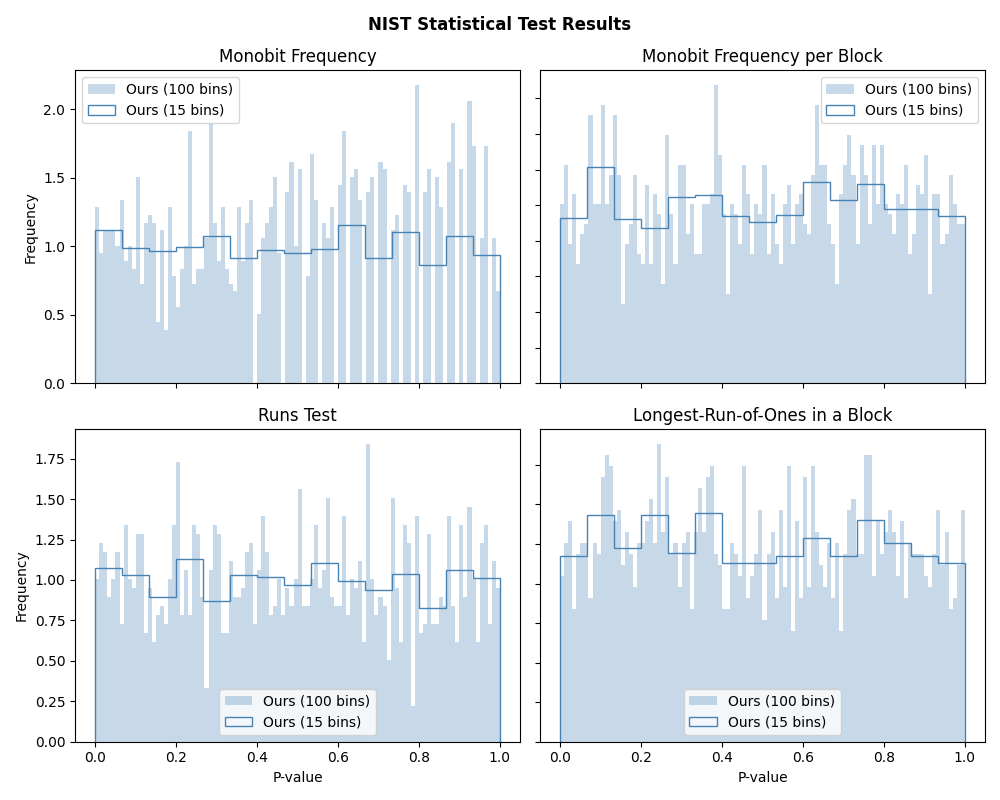 NIST Statistical Test Results
Monobit Frequency
Ours (100 bins)
Ours (15 bins)
Frequency
2.0
1.5
1.0
0.5
0.0
Monobit Frequency per Block
Ours (100 bins)
Ours (15 bins)
Runs Test
Frequency
1.75
1.50
1.25
1.00
0.75
0.50
0.25
0.00
Ours (100 bins)
Ours (15 bins)
0.0 0.2 0.4 0.6 0.8 1.0
P-value
Longest-Run-of-Ones in a Block
Ours (100 bins)
Ours (15 bins)
0.0 0.2 0.4 0.6 0.8 1.0
P-value